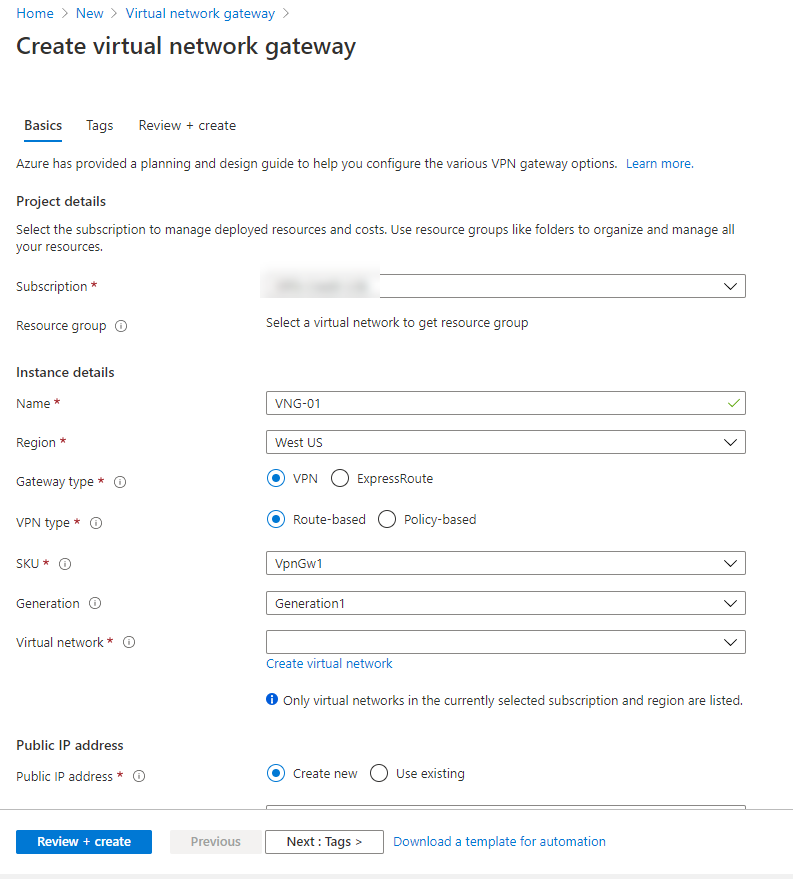 Home > New > Virtual network gateway >
Create virtual network gateway
Basics Tags Review + create
Azure has provided a planning and design guide to help you configure the various VPN gateway options. Learn more.
Project details
Select the subscription to manage deployed resources and costs. Use resource groups like folders to organize and manage all
your resources.
Subscription *
Resource group Select a virtual network to get resource group
Instance details
Name * VNG-01
Region * West US
Gateway type * VPN ExpressRoute
VPN type * Route-based Policy-based
SKU * VpnGw1
Generation Generation1
Virtual network *
Create virtual network
Only virtual networks in the currently selected subscription and region are listed.
Public IP address
Public IP address * Create new Use existing
Review + create Previous Next : Tags > Download a template for automation